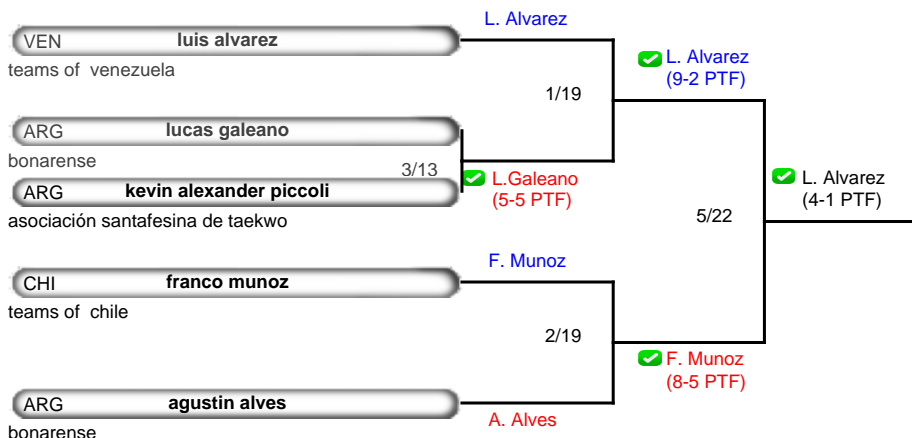 L. Alvarez
VEN luis alvarez
teams of venezuela
L. Alvarez
(9-2 PTF)
1/19
ARG lucas galeano
bonarense
3/13
ARG kevin alexander piccoli
L.Galeano
(5-5 PTF)
asociación santafesina de taekwo
L. Alvarez
(4-1 PTF)
5/22
F. Munoz
CHI franco munoz
teams of chile
2/19
F. Munoz
(8-5 PTF)
ARG agustin alves
A. Alves
bonarense